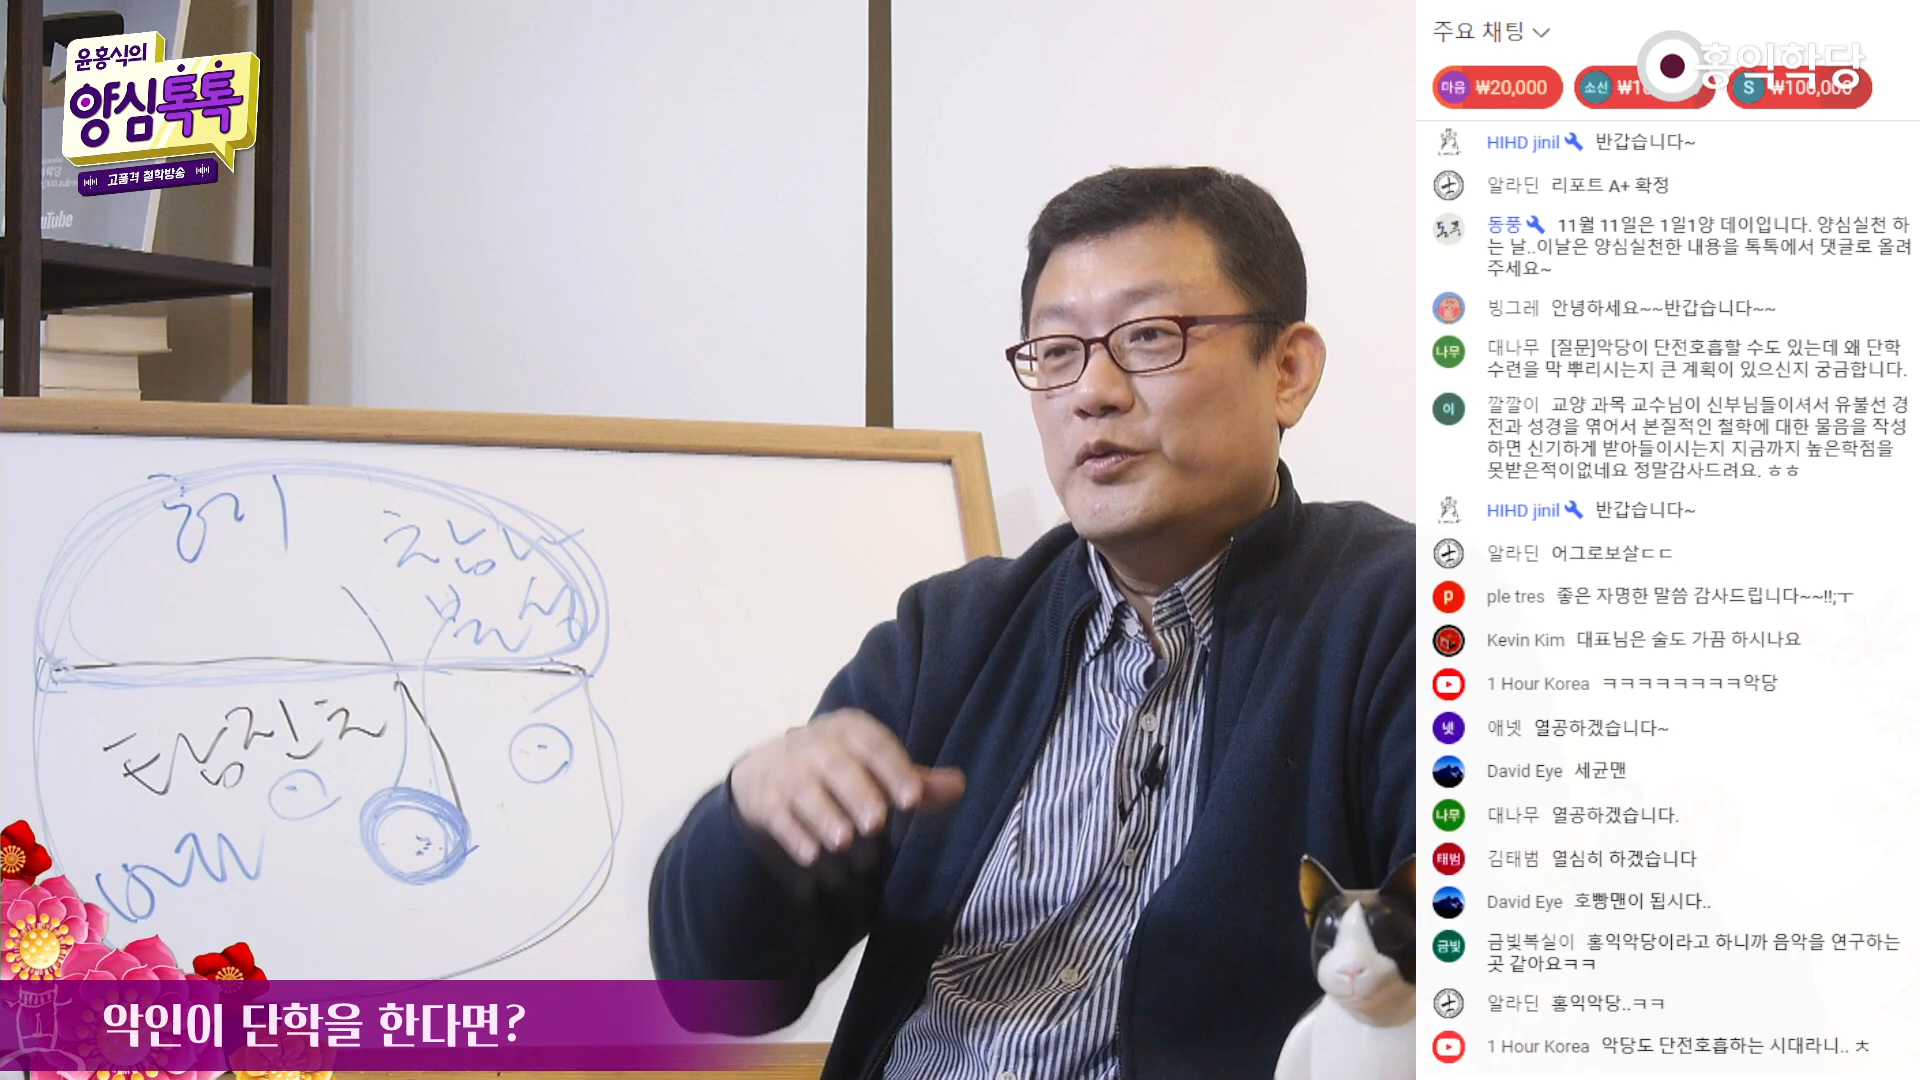 윤홍식의
양심톡톡
고품격 철학방송
YouTube
탐진치
악인이 단학을 한다면?
주요 채팅
홍익학당
마음 ₩20,000
소선
S ₩100,000
HIHD jinil 반갑습니다~
알라딘 리포트 A+ 확정
동풍 11월 11일은 1일1양 데이입니다. 양심실천 하
는 날..이날은 양심실천한 내용을 톡톡에서 댓글로 올려
주세요~
빙그레 안녕하세요~~반갑습니다~~
나무 대나무 [질문]악당이 단전호흡할 수도 있는데 왜 단학
수련을 막 뿌리시는지 큰 계획이 있으신지 궁금합니다.
이 깔깔이 교양 과목 교수님이 신부님들이셔서 유불선 경
전과 성경을 엮어서 본질적인 철학에 대한 물음을 작성
하면 신기하게 받아들이시는지 지금까지 높은학점을
못받은적이없네요 정말감사드려요. ㅎㅎ
HIHD jinil 반갑습니다~
알라딘 어그로보살ㄷㄷ
P ple tres 좋은 자명한 말씀 감사드립니다~~!!;ㅜ
Kevin Kim 대표님은 술도 가끔 하시나요
1 Hour Korea ㅋㅋㅋㅋㅋㅋㅋㅋ악당
넷 애넷 열공하겠습니다~
David Eye 세균맨
나무 대나무 열공하겠습니다.
태범 김태범 열심히 하겠습니다
David Eye 호빵맨이 됩시다..
금빛 금빛복실이 홍익악당이라고 하니까 음악을 연구하는
곳 같아요ㅋㅋ
알라딘 홍익악당..ㅋㅋ
1 Hour Korea 악당도 단전호흡하는 시대라니.. ㅊ